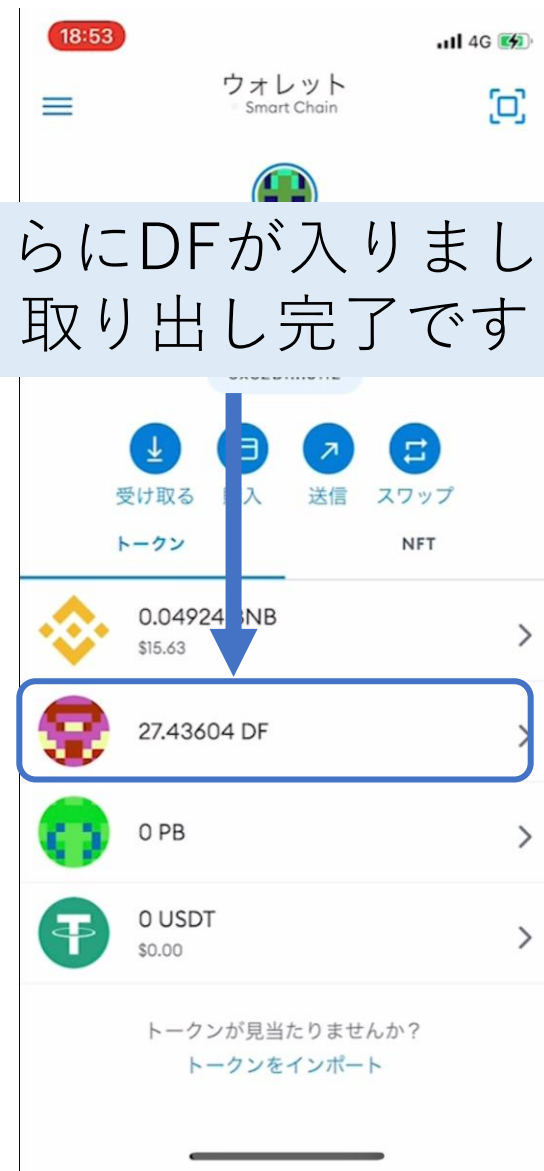 18:53
4G
ウォレット
Smart Chain
らにDFが入りまし
取り出し完了です
受け取る
送信
スワップ
トークン
NFT
$15.63
27.43604 DF
0 PB
0 USDT
$0.00
トークンが見当たりませんか?
トークンをインポート